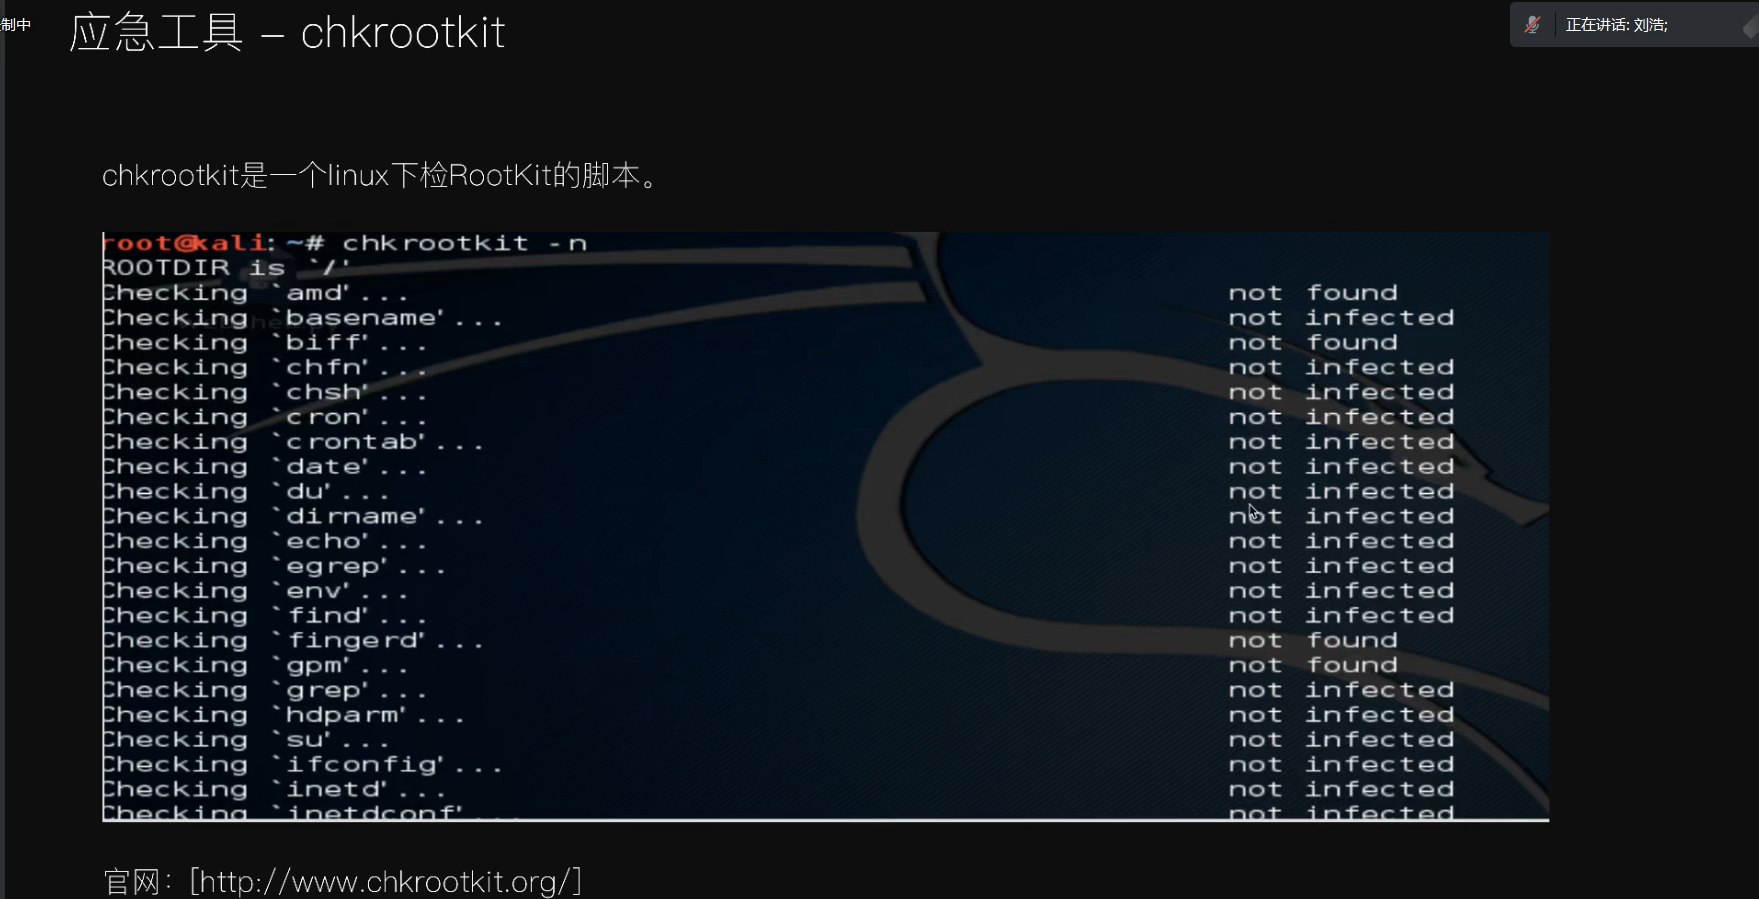 制中
应急工具 – chkrootkit
正在讲话: 刘浩;
chkrootkit是一个linux下检RootKit的脚本。
root@kali:~# chkrootkit -n
ROOTDIR is `/'
Checking `amd'... not found
Checking `basename'... not infected
Checking `biff'... not found
Checking `chfn'... not infected
Checking `chsh'... not infected
Checking `cron'... not infected
Checking `crontab'... not infected
Checking `date'... not infected
Checking `du'... not infected
Checking `dirname'... not infected
Checking `echo'... not infected
Checking `egrep'... not infected
Checking `env'... not infected
Checking `find'... not infected
Checking `fingerd'... not found
Checking `gpm'... not found
Checking `grep'... not infected
Checking `hdparm'... not infected
Checking `su'... not infected
Checking `ifconfig'... not infected
Checking `inetd'... not infected
Checking `inetdconf'... not infected
官网：[http://www.chkrootkit.org/]